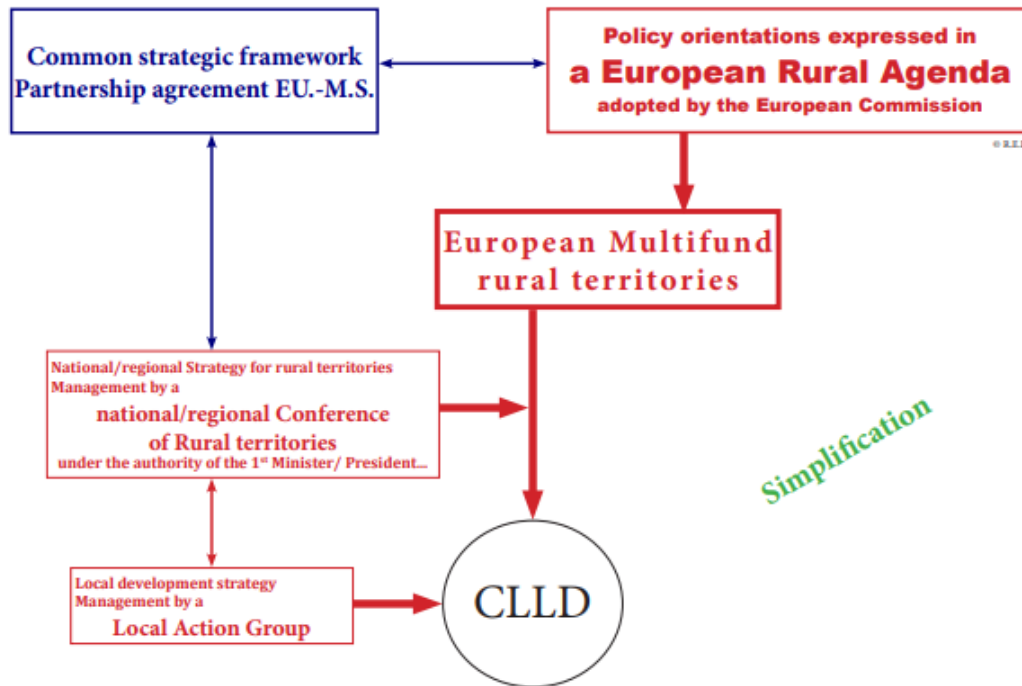 Common strategic framework
Partnership agreement EU.-M.S.
Policy orientations expressed in
a European Rural Agenda
adopted by the European Commission
European Multifund
rural territories
National/regional Strategy for rural territories
Management by a
national/regional Conference
of Rural territories
under the authority of the 1st Minister/ President...
Simplification
Local development strategy
Management by a
Local Action Group
CLLD